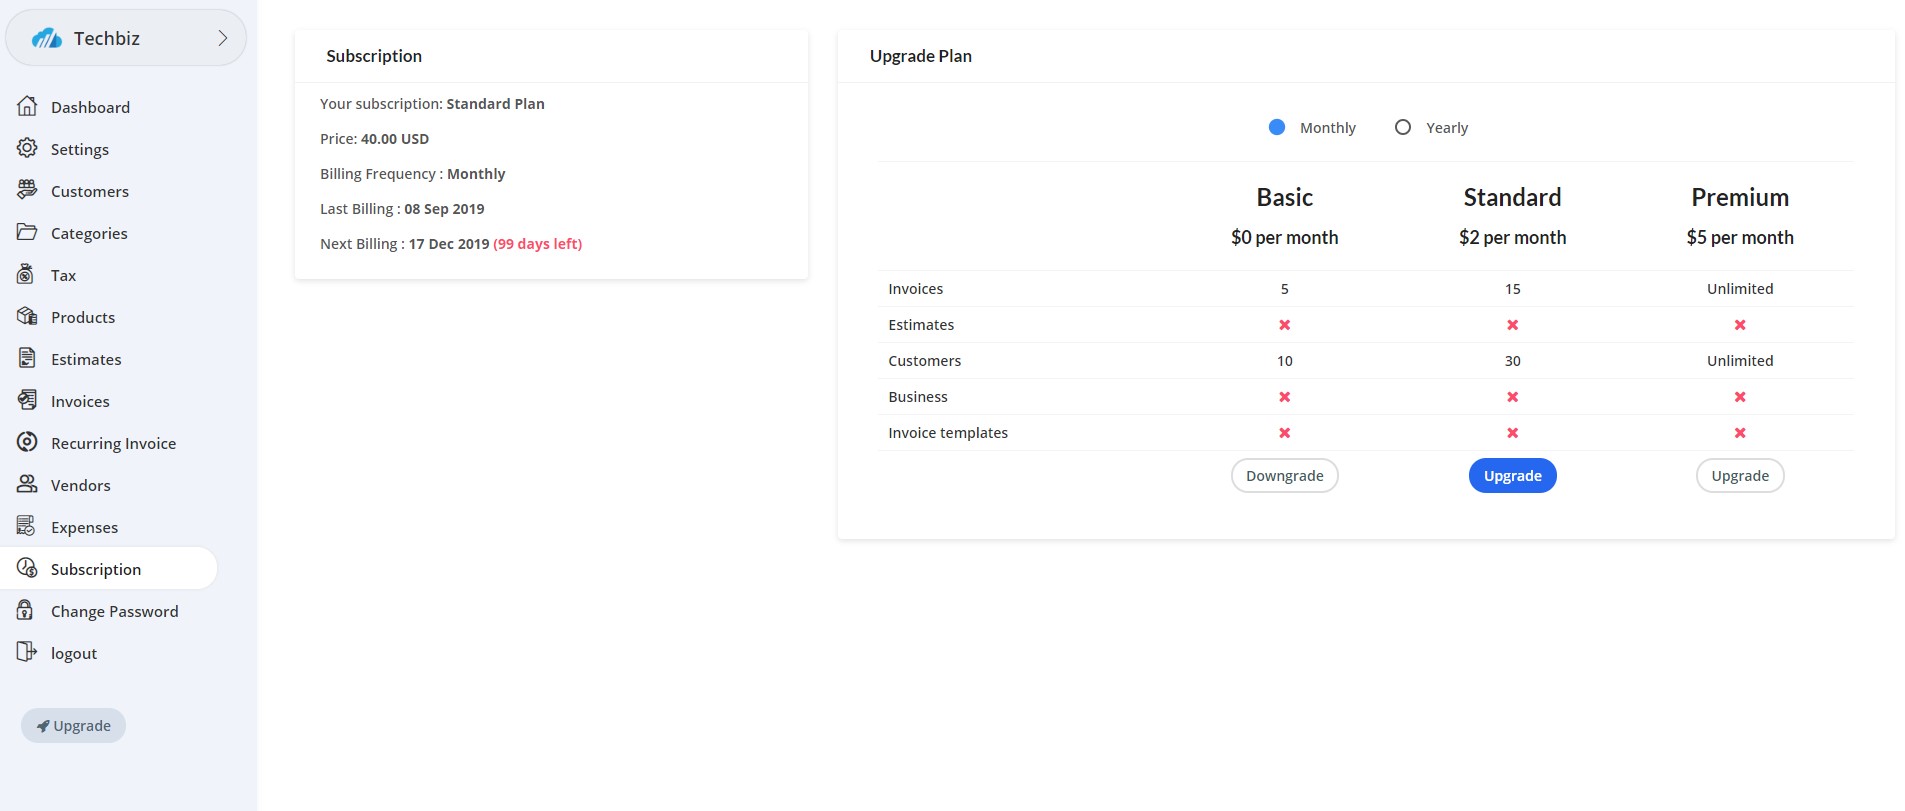 Techbiz
Dashboard
Settings
Customers
Categories
Tax
Products
Estimates
Invoices
Recurring Invoice
Vendors
Expenses
Subscription
Change Password
logout
Upgrade
Subscription
Your subscription: Standard Plan
Price: 40.00 USD
Billing Frequency : Monthly
Last Billing : 08 Sep 2019
Next Billing : 17 Dec 2019 (99 days left)
Upgrade Plan
Monthly Yearly
Basic Standard Premium
$0 per month $2 per month $5 per month
Invoices 5 15 Unlimited
Estimates
Customers 10 30 Unlimited
Business
Invoice templates
Downgrade Upgrade Upgrade